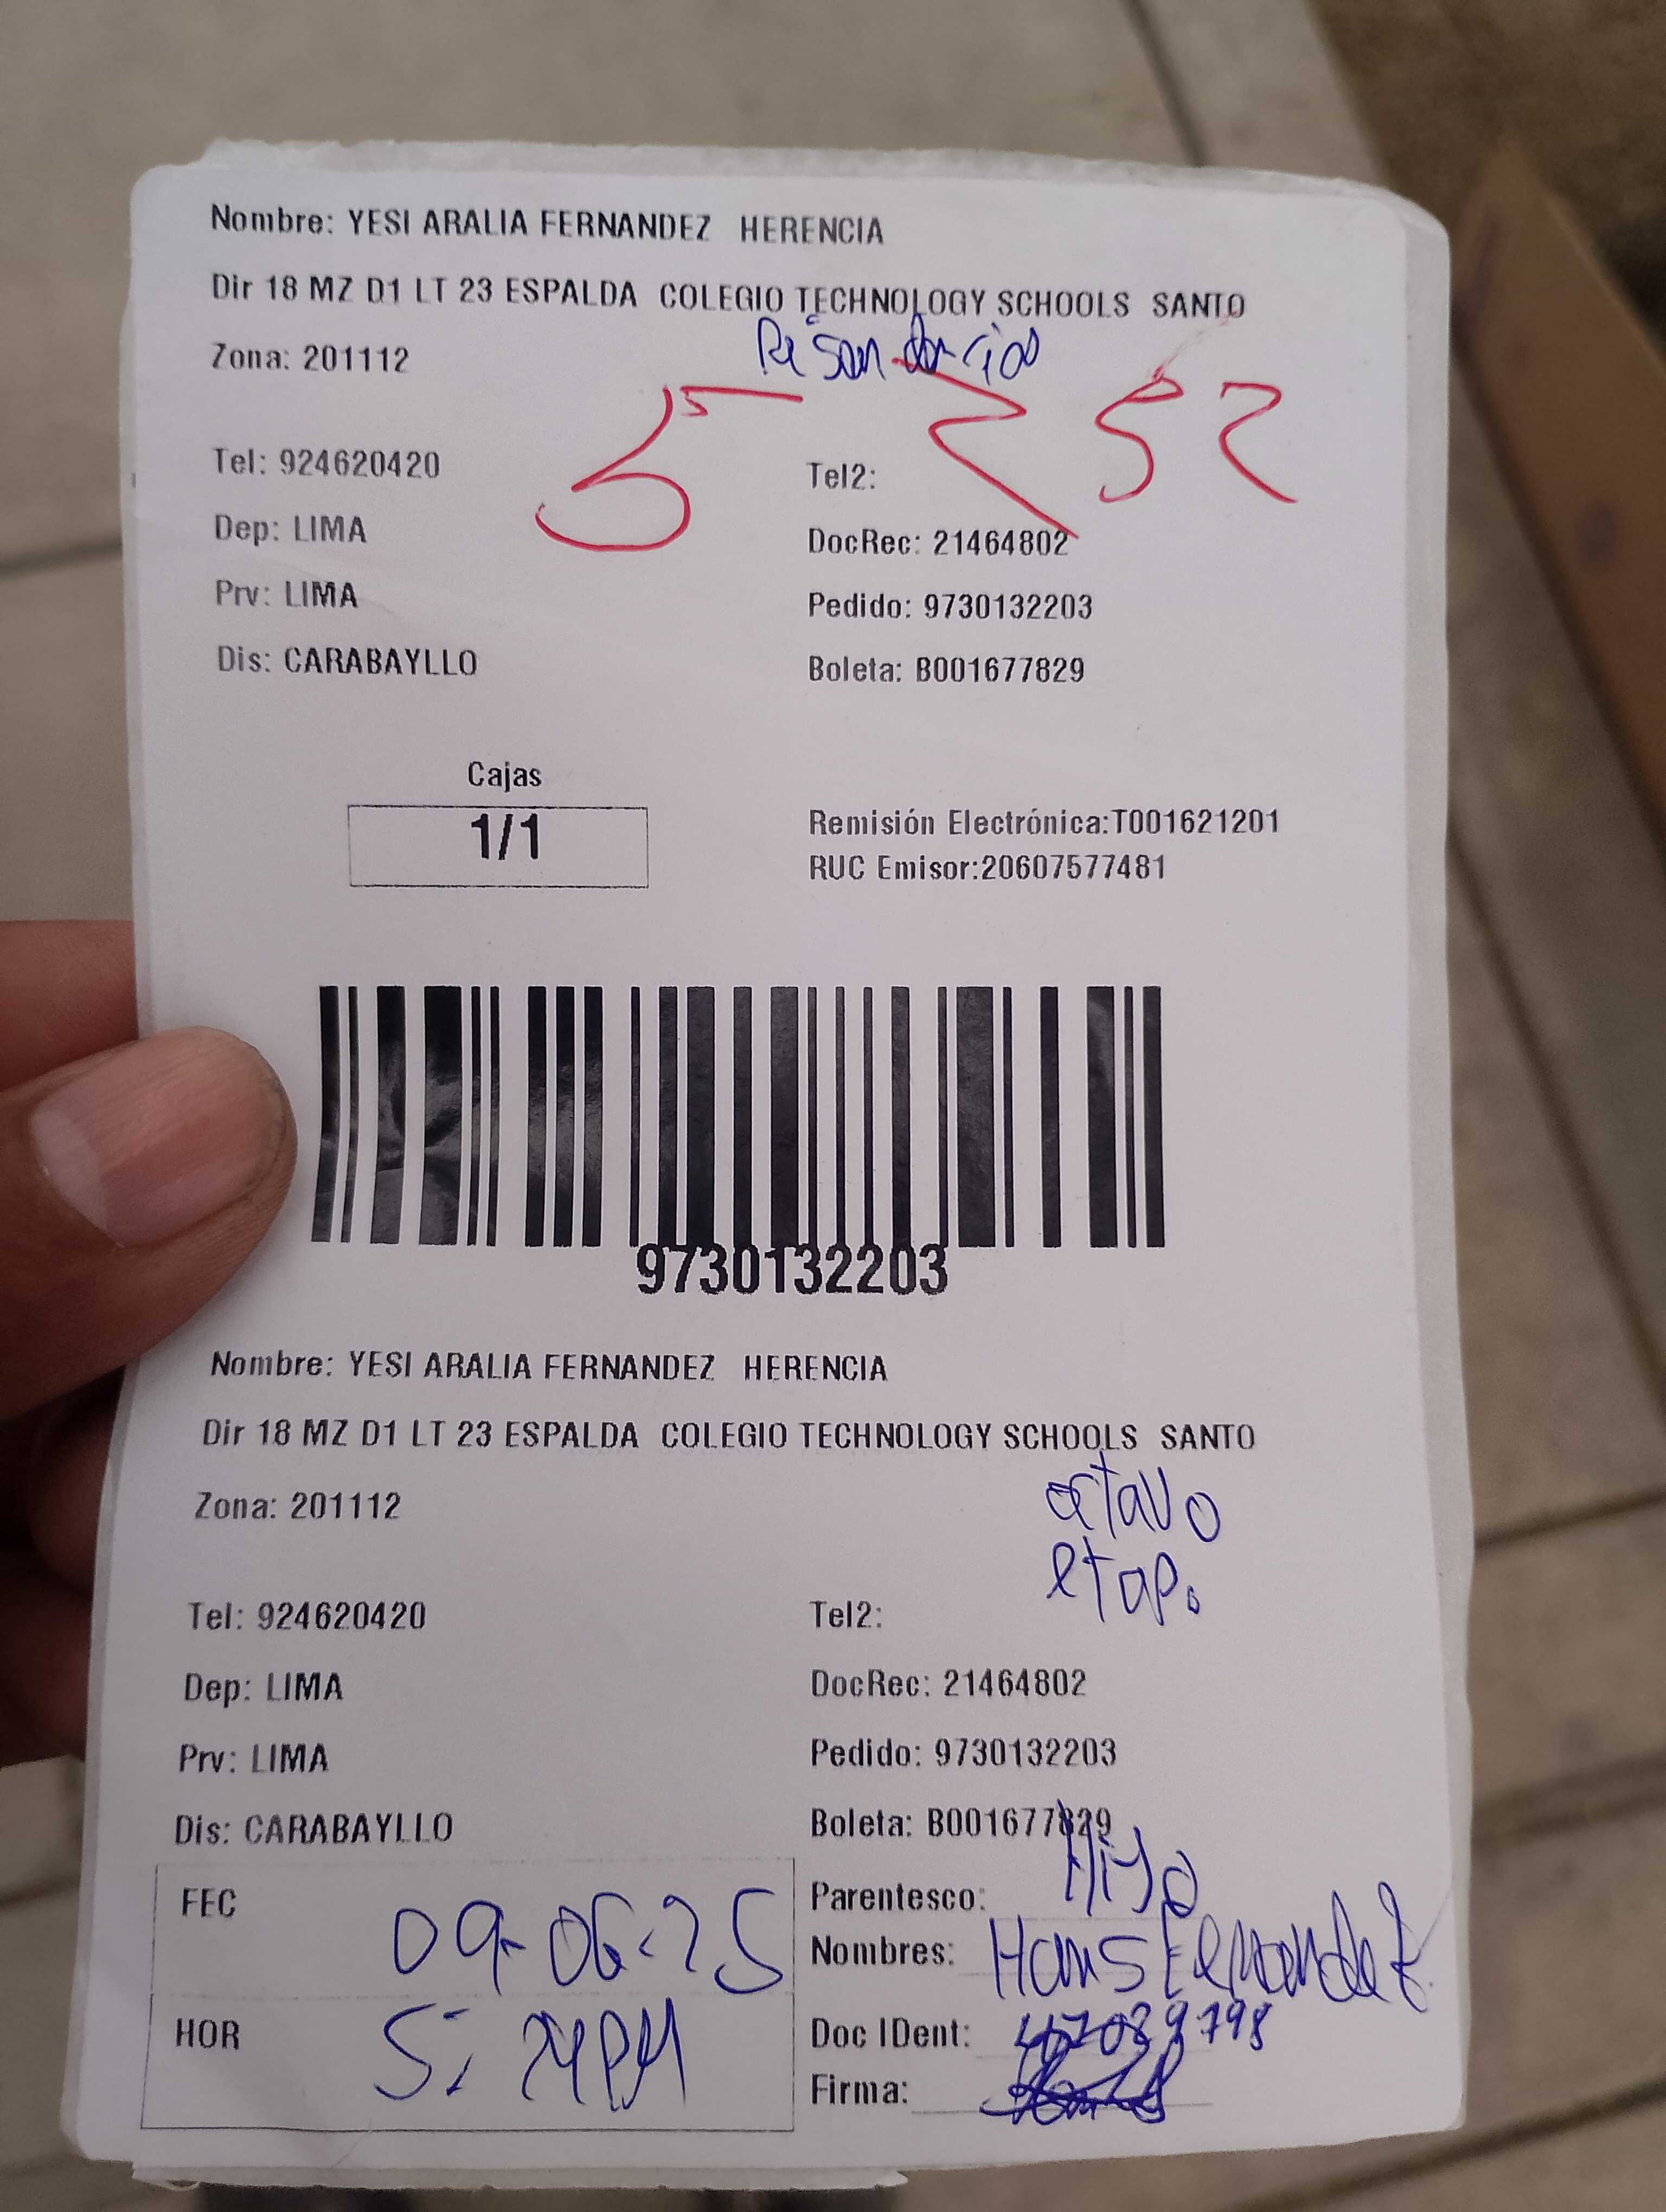 Nombre: YESI ARALIA FERNANDEZ HERENCIA
Dir 18 MZ D1 LT 23 ESPALDA COLEGIO TECHNOLOGY SCHOOLS SANTO
Zona: 201112
5 2 52
Tel: 924620420
Tel2:
Dep: LIMA
DocRec: 21464802
Prv: LIMA
Pedido: 9730132203
Dis: CARABAYLLO
Boleta: B001677829
Cajas
1/1
Remisión Electrónica:T001621201
RUC Emisor:20607577481
9730132203
Nombre: YESI ARALIA FERNANDEZ HERENCIA
Dir 18 MZ D1 LT 23 ESPALDA COLEGIO TECHNOLOGY SCHOOLS SANTO
Zona: 201112
octavo
etapa
Tel: 924620420
Tel2:
Dep: LIMA
DocRec: 21464802
Prv: LIMA
Pedido: 9730132203
Dis: CARABAYLLO
Boleta: B001677829
FEC 09-06-25
Parentesco: Hijo
Nombres: Hans Fernandez
HOR 5:24PM
Doc IDent: 47089798
Firma: